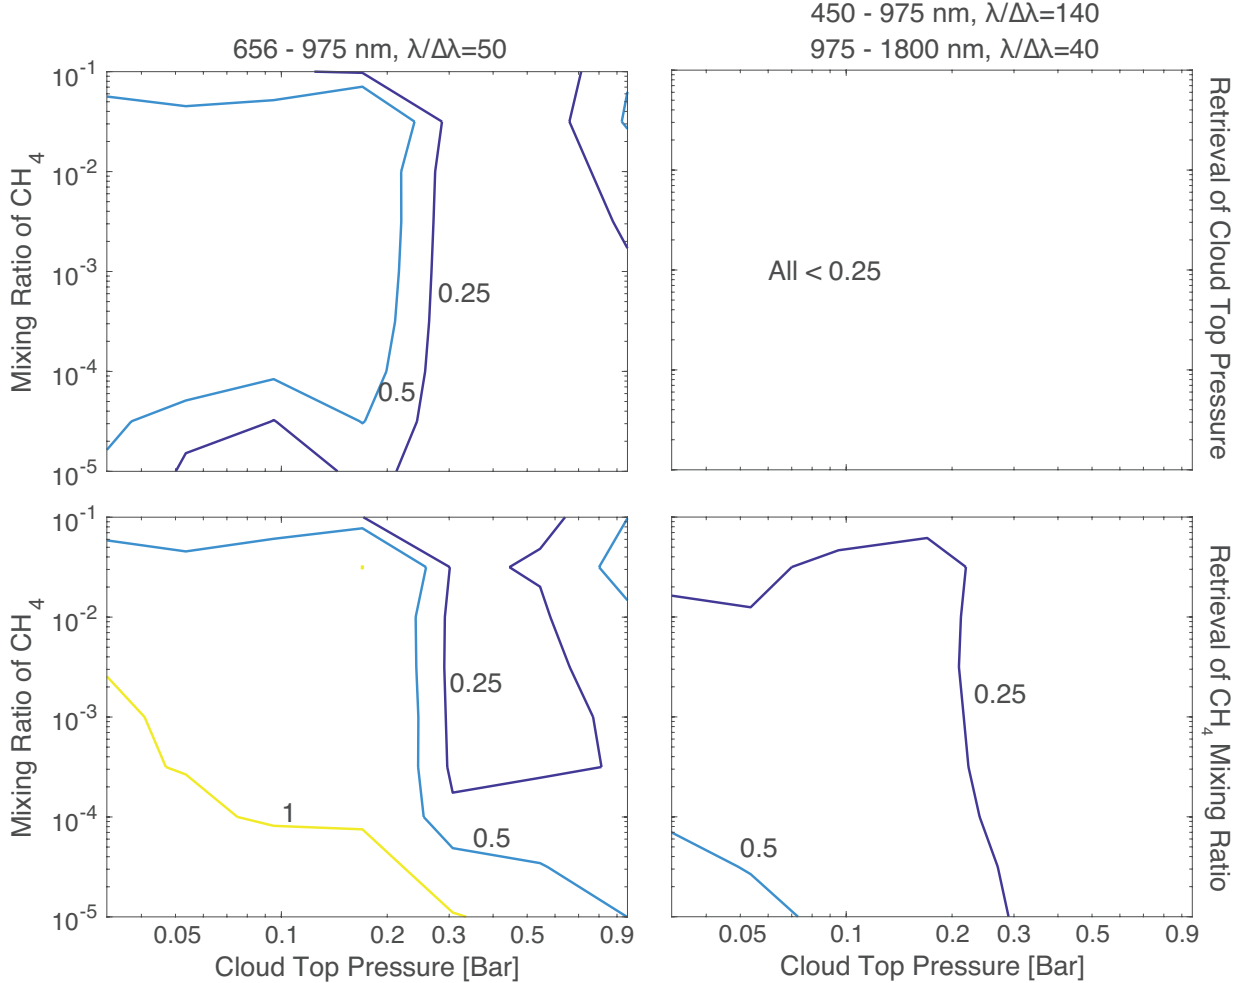 450 - 975 nm, λ/Δλ=140
656 - 975 nm, λ/Δλ=50
975 - 1800 nm, λ/Δλ=40
Mixing Ratio of CH4
10-1
10-2
10-3
10-4
10-5
0.25
0.5
All < 0.25
Retrieval of Cloud Top Pressure
Mixing Ratio of CH4
10-1
10-2
10-3
10-4
10-5
0.25
1
0.5
0.25
0.5
Retrieval of CH4 Mixing Ratio
0.05 0.1 0.2 0.3 0.5 0.9
Cloud Top Pressure [Bar]
0.05 0.1 0.2 0.3 0.5 0.9
Cloud Top Pressure [Bar]